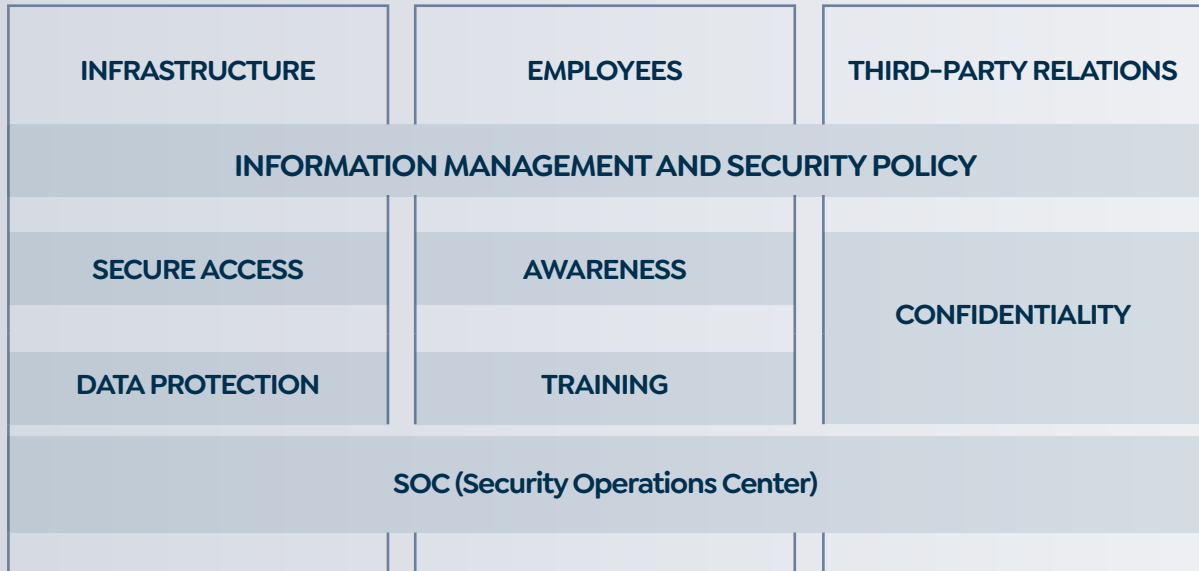 INFRASTRUCTURE
EMPLOYEES
THIRD-PARTY RELATIONS
INFORMATION MANAGEMENT AND SECURITY POLICY
SECURE ACCESS
AWARENESS
CONFIDENTIALITY
DATA PROTECTION
TRAINING
SOC (Security Operations Center)